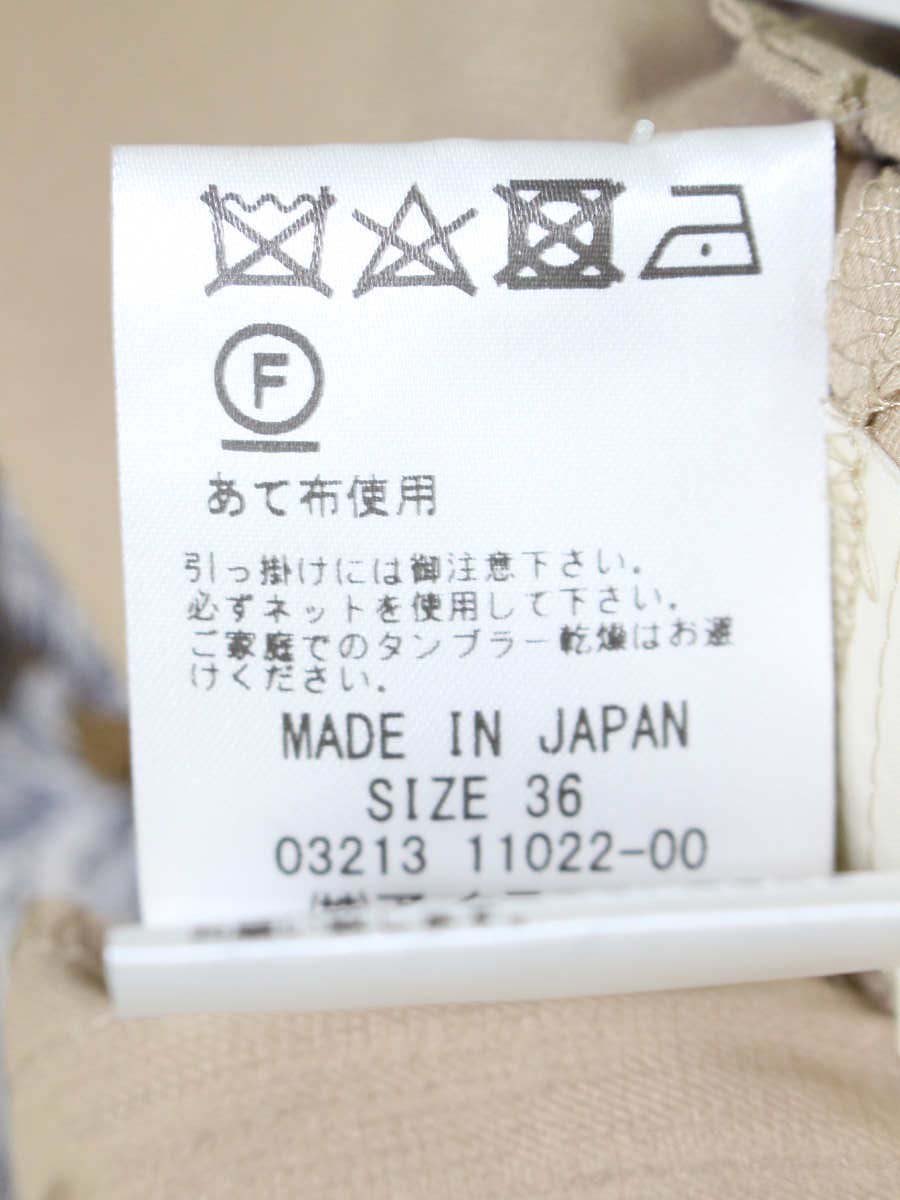 F
あて布使用
引っ掛けには御注意下さい。
必ずネットを使用して下さい。
ご家庭でのタンブラー乾燥はお避
けください。
MADE IN JAPAN
SIZE 36
03213 11022-00